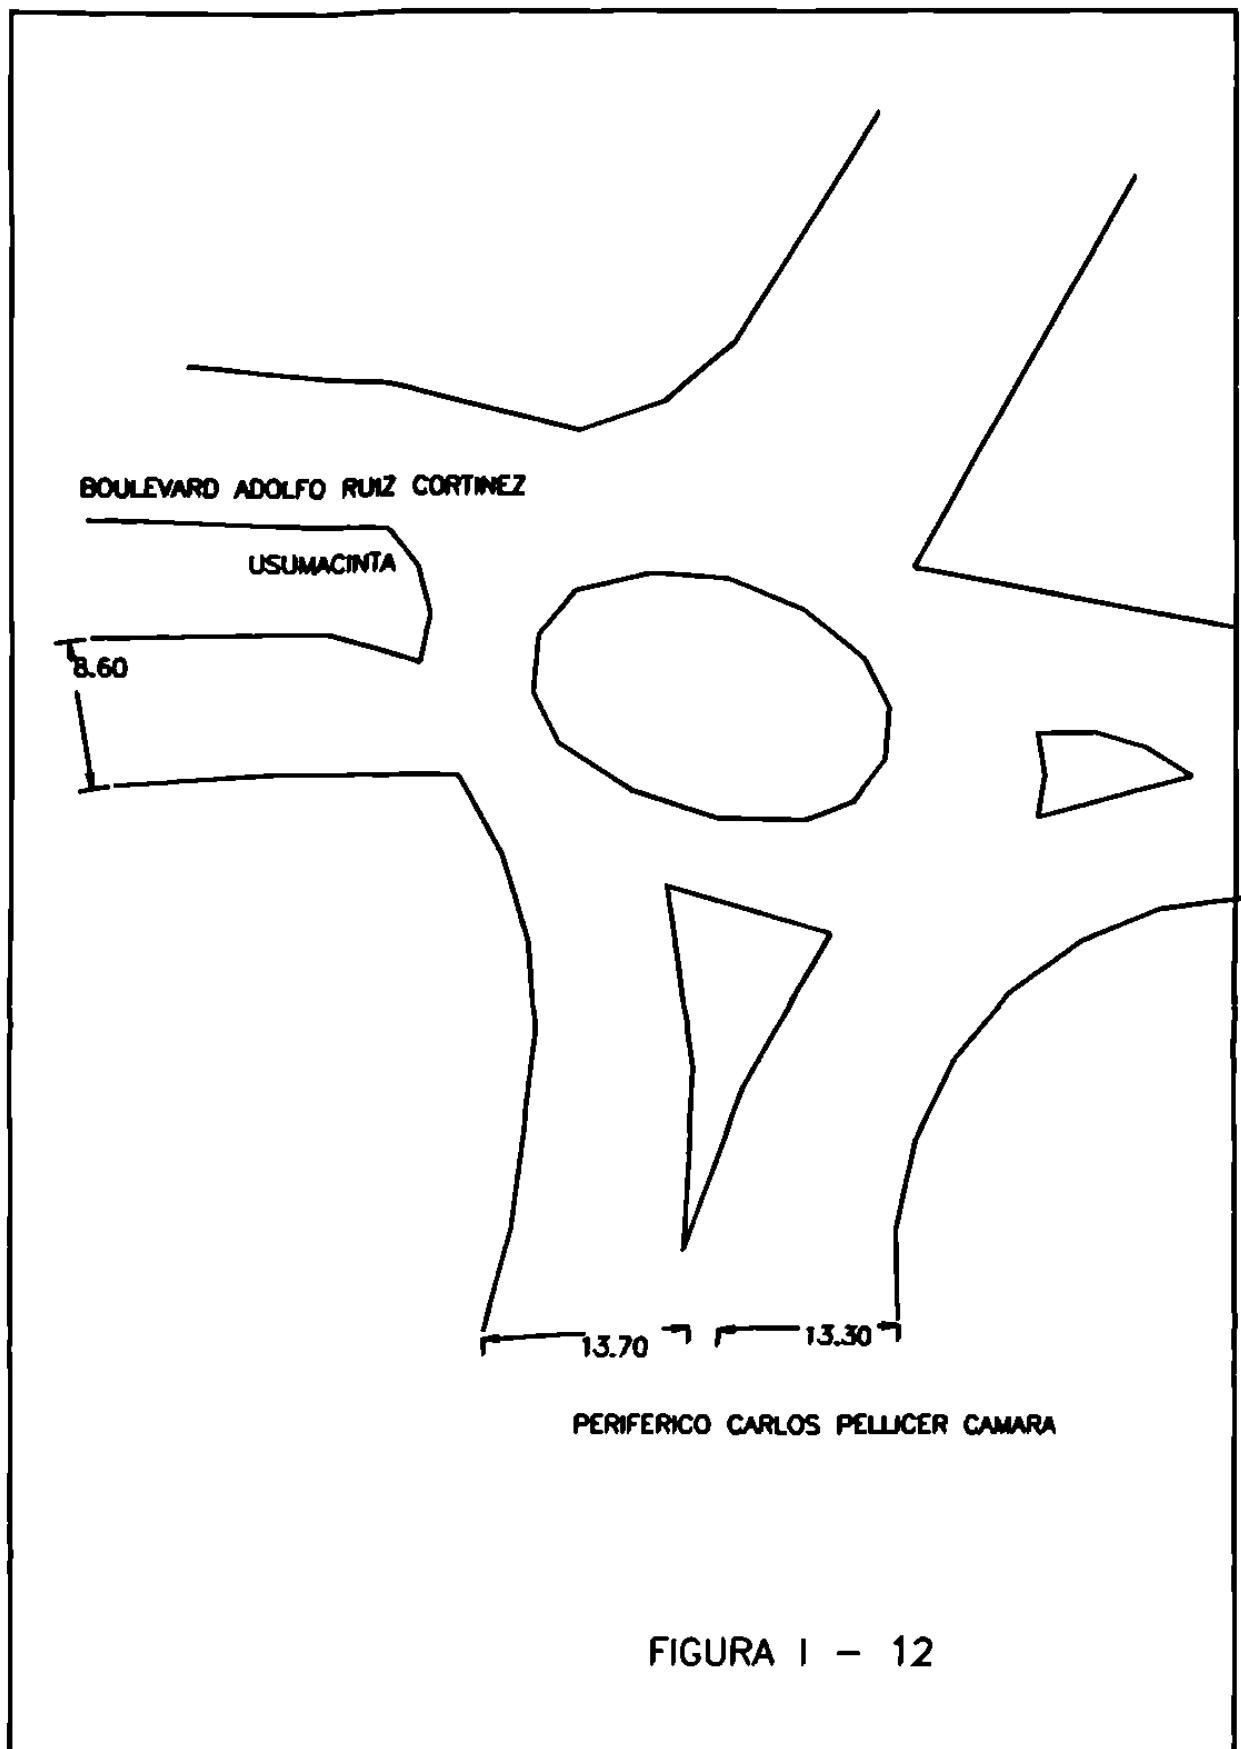 BOULEVARD ADOLFO RUIZ CORTINEZ
USUMACINTA
8.60
13.70
13.30
PERIFERICO CARLOS PELLICER CAMARA
FIGURA I - 12